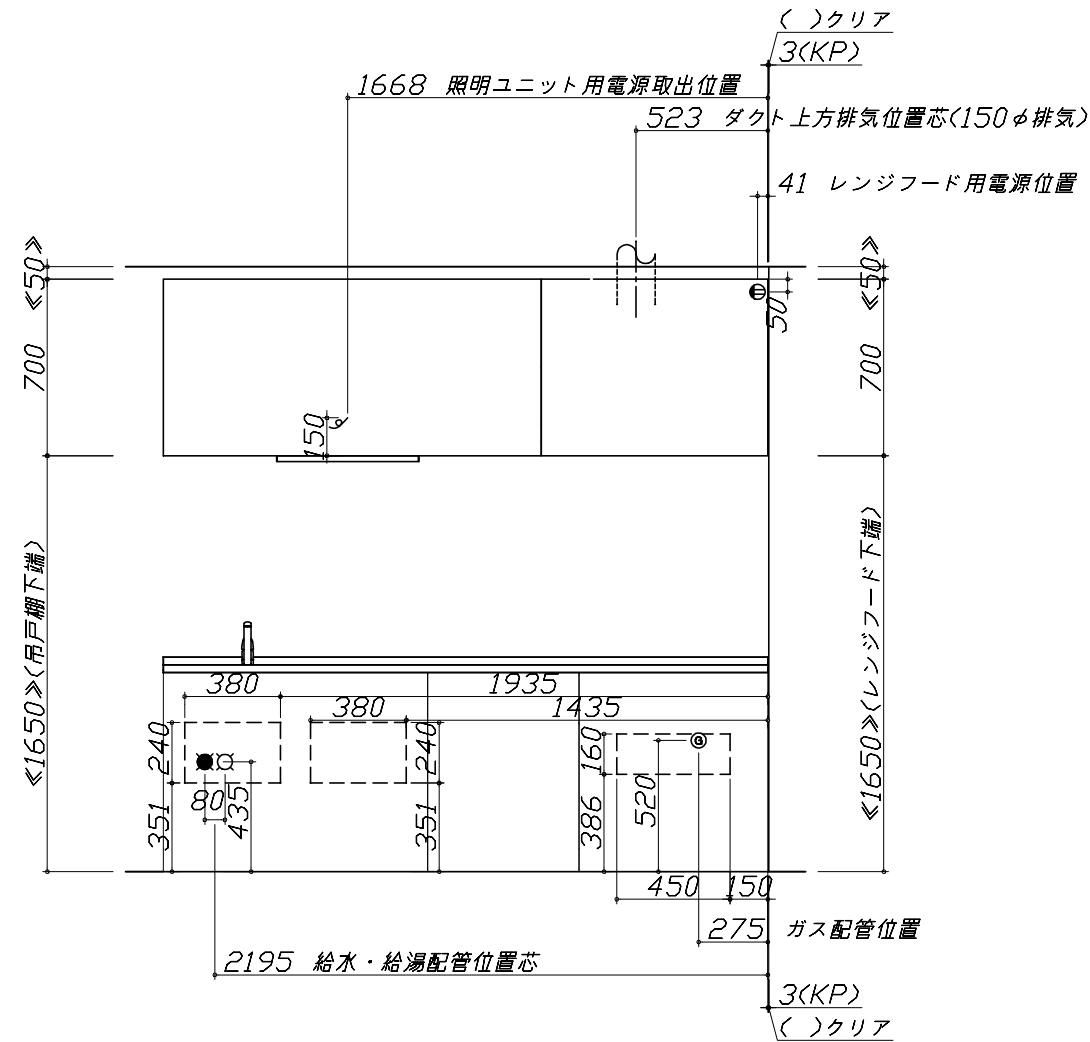 ( )クリア
3(KP)
1668 照明ユニット用電源取出位置
523 ダクト上方排気位置芯(150φ排気)
41 レンジフード用電源位置
≪50≫
≪50≫
50
700
700
150
≪1650≫(吊戸棚下端)
≪1650≫(レンジフード下端)
380
1935
380
1435
240
240
160
80
435
351
351
386
520
G
450
150
275 ガス配管位置
2195 給水・給湯配管位置芯
3(KP)
( )クリア